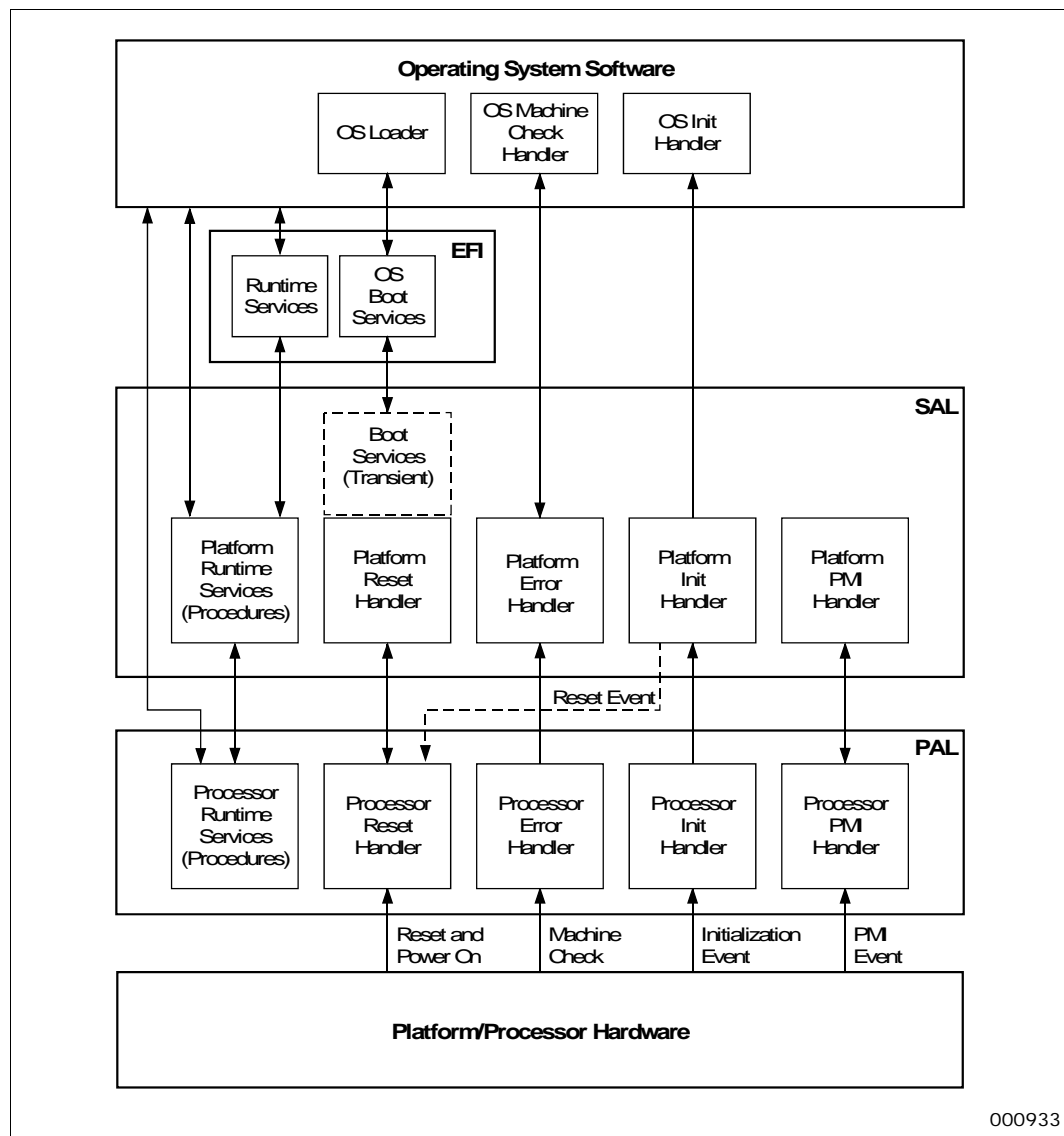 Operating System Software
OS Loader
OS Machine
Check
Handler
OS Init
Handler
EFI
Runtime
Services
OS
Boot
Services
SAL
Boot
Services
(Transient)
Platform
Runtime
Services
(Procedures)
Platform
Reset
Handler
Platform
Error
Handler
Platform
Init
Handler
Platform
PMI
Handler
Reset Event
PAL
Processor
Runtime
Services
(Procedures)
Processor
Reset
Handler
Processor
Error
Handler
Processor
Init
Handler
Processor
PMI
Handler
Reset and
Power On
Machine
Check
Initialization
Event
PMI
Event
Platform/Processor Hardware
000933